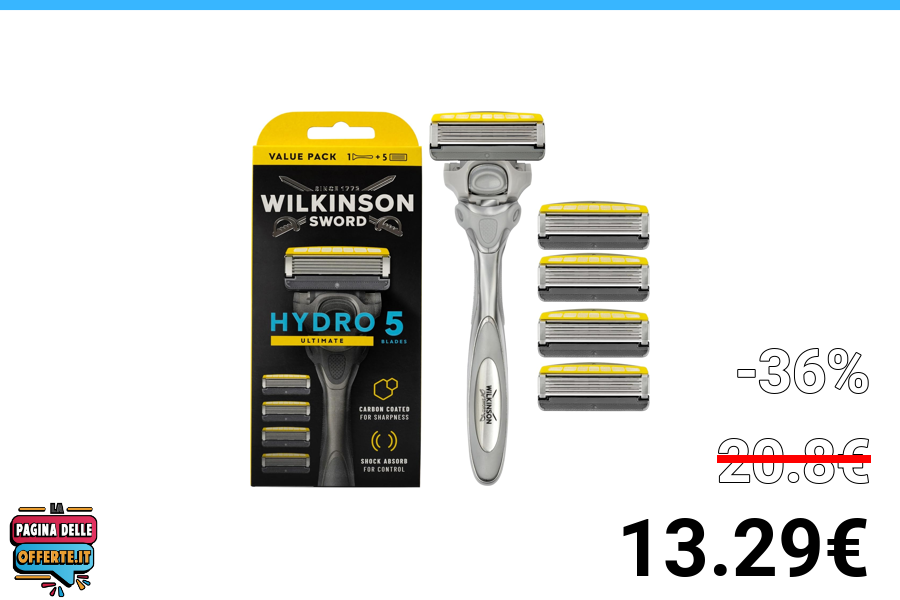 VALUE PACK 1 + 5
SINCE 1772
WILKINSON
SWORD
HYDRO 5
BLADES
ULTIMATE
CARBON COATED
FOR SHARPNESS
SHOCK ABSORB
FOR CONTROL
WILKINSON
-36%
20.8€
13.29€
LA
PAGINA DELLE
OFFERTE.IT